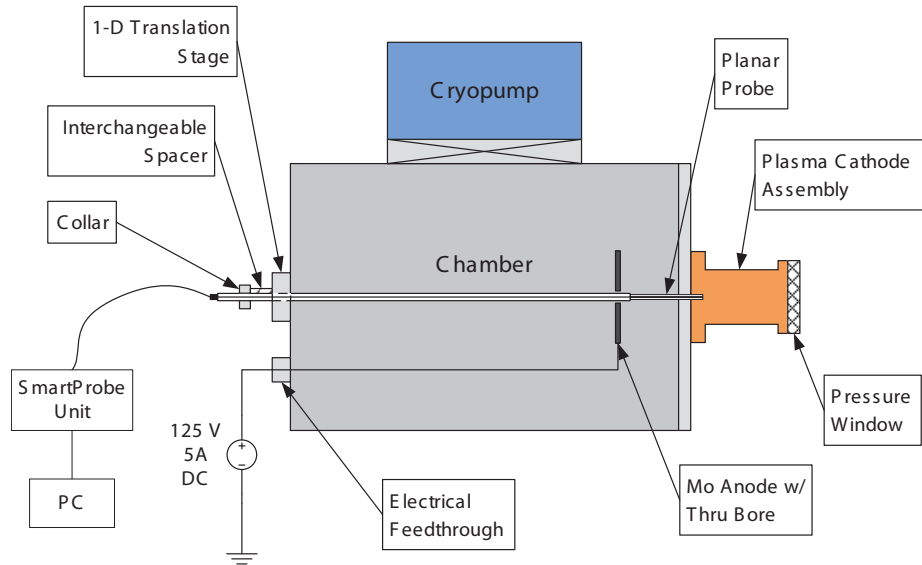 1-D Translation
Stage
Cryopump
Planar
Probe
Interchangeable
Spacer
Plasma Cathode
Assembly
Collar
Chamber
SmartProbe
Unit
Pressure
Window
125 V
5A
DC
+
−
PC
Electrical
Feedthrough
Mo Anode w/
Thru Bore